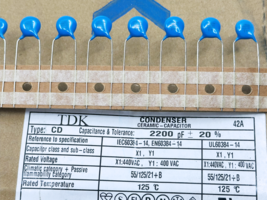 TDK CONDENSER 42A
CERAMIC-CAPACITOR
Type: CD Capacitance & Tolerance: 2200 pF ± 20 %
Reference to specification IEC60384-14, EN60384-14 UL60384-14
Capacitor class and sub-class X1, Y1 X1, Y1
Rated voltage X1:440VAC, Y1: 400 VAC X1:440VAC, Y1: 400 VAC
Climatic category + Passive 55/125/21+B 55/125/21+B
flammability Category
Rated Temperature 125 ℃ 125 ℃